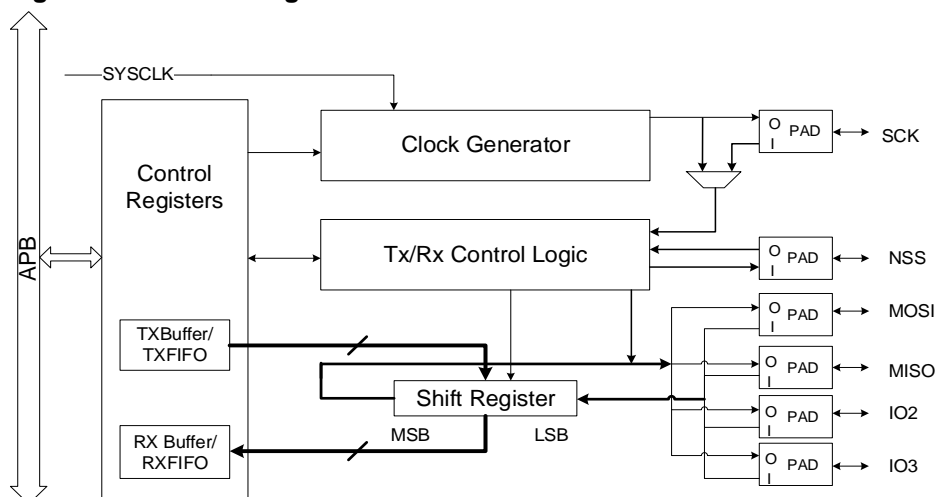 SYSCLK
Clock Generator
O
I
PAD
SCK
Control
Registers
APB
Tx/Rx Control Logic
O
I
PAD
NSS
O
I
PAD
MOSI
TXBuffer/
TXFIFO
O
I
PAD
MISO
Shift Register
MSB
LSB
O
I
PAD
IO2
RX Buffer/
RXFIFO
O
I
PAD
IO3